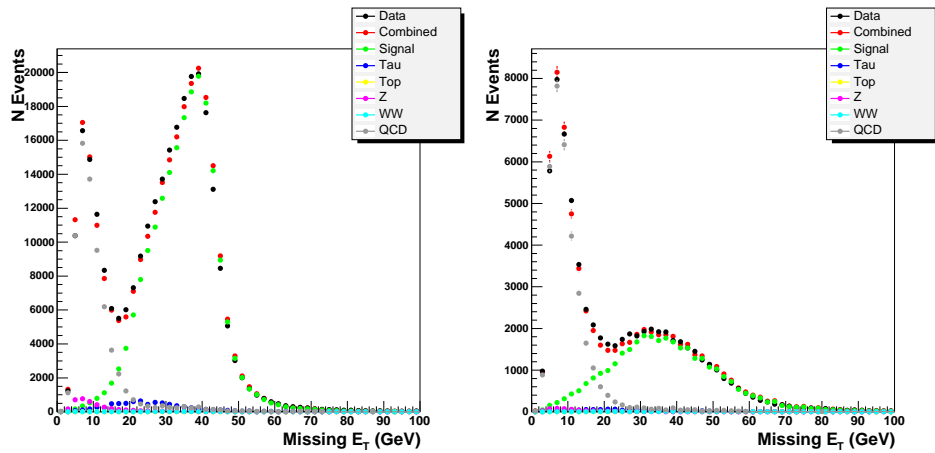 Data
Combined
Signal
Tau
Top
Z
WW
QCD
N Events
20000
18000
16000
14000
12000
10000
8000
6000
4000
2000
0
0 10 20 30 40 50 60 70 80 90 100
Missing E_T (GeV)
Data
Combined
Signal
Tau
Top
Z
WW
QCD
N Events
8000
7000
6000
5000
4000
3000
2000
1000
0
0 10 20 30 40 50 60 70 80 90 100
Missing E_T (GeV)